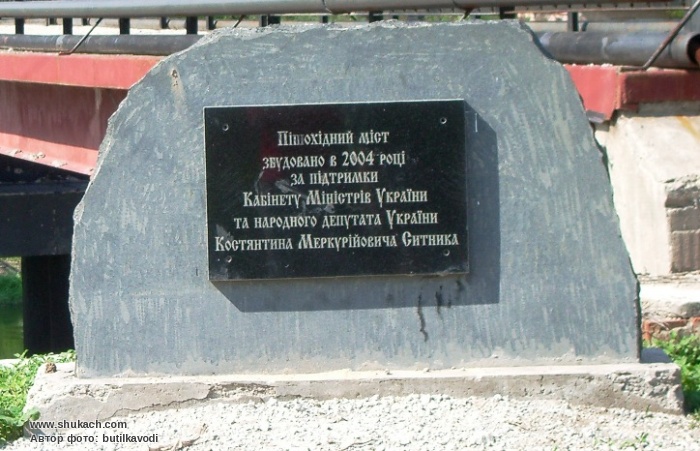 Пішохідний міст
збудовано в 2004 році
за підтримки
Кабінету Міністрів України
та народного депутата України
Костянтина Меркурійовича Ситника
www.shukach.com
Автор фото: butilkavodi